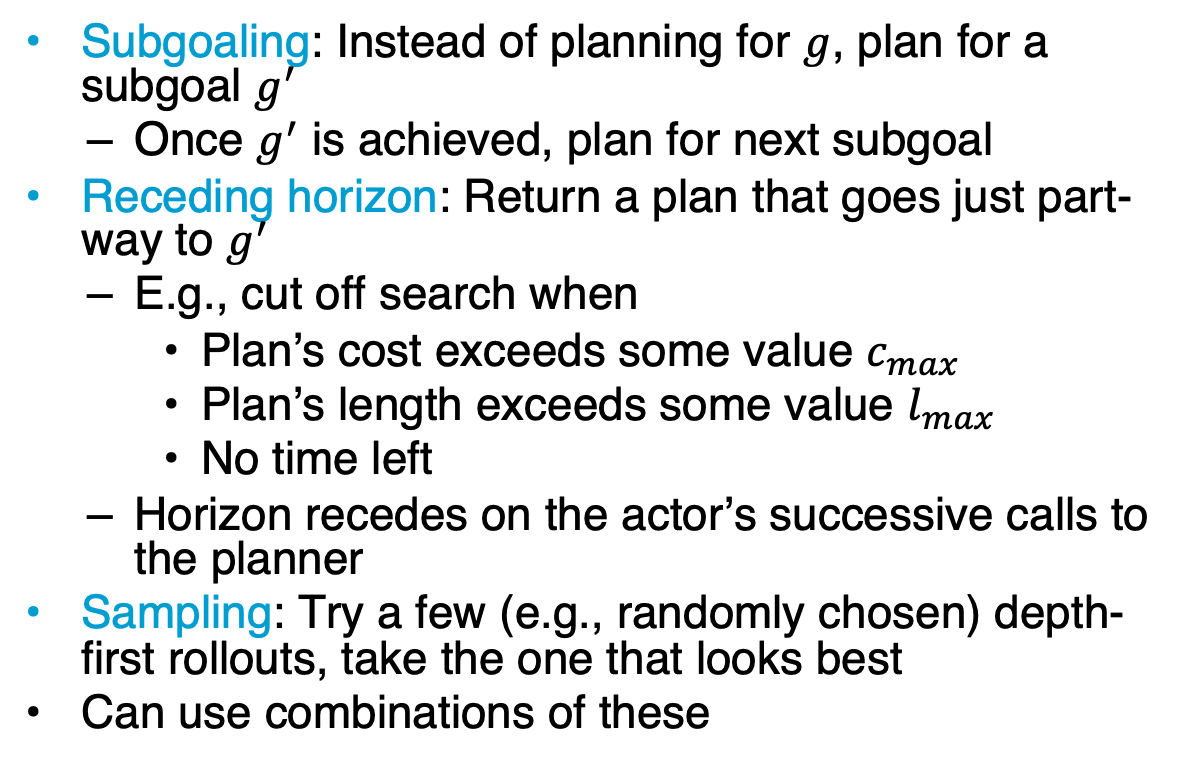 • Subgoaling: Instead of planning for g, plan for a
subgoal g′
– Once g′ is achieved, plan for next subgoal
• Receding horizon: Return a plan that goes just part-
way to g′
– E.g., cut off search when
• Plan’s cost exceeds some value cₘₐₓ
• Plan’s length exceeds some value lₘₐₓ
• No time left
– Horizon recedes on the actor’s successive calls to
the planner
• Sampling: Try a few (e.g., randomly chosen) depth-
first rollouts, take the one that looks best
• Can use combinations of these